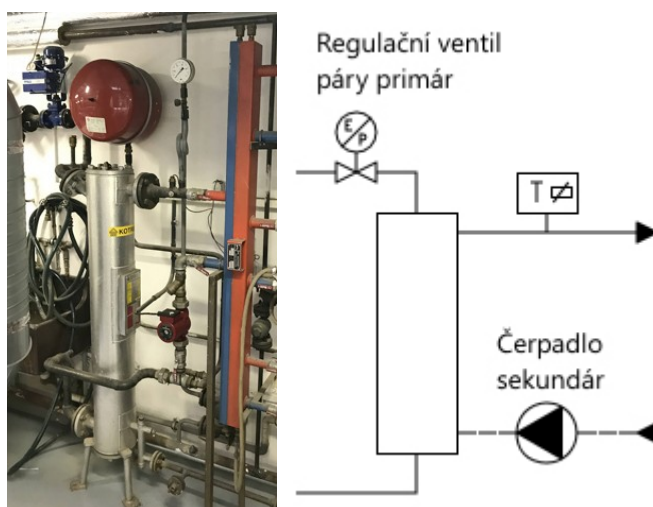 Regulační ventil
páry primár
E/P
T
Čerpadlo
sekundár